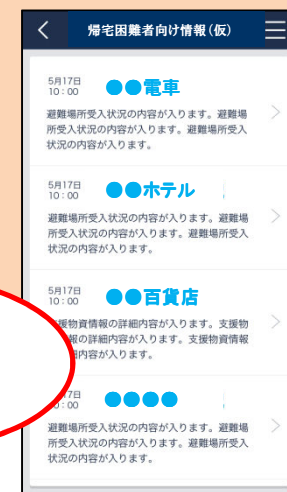 帰宅困難者向け情報(仮)
5月17日
10:00
●●電車
避難場所受入状況の内容が入ります。避難場
所受入状況の内容が入ります。避難場所受入
状況の内容が入ります。
5月17日
10:00
●●ホテル
避難場所受入状況の内容が入ります。避難場
所受入状況の内容が入ります。避難場所受入
状況の内容が入ります。
5月17日
10:00
●●百貨店
援物資情報の詳細内容が入ります。支援物
報の詳細内容が入ります。支援物資情報
内容が入ります。
7日
0:00
●●●●
避難場所受入状況の内容が入ります。避難場
所受入状況の内容が入ります。避難場所受入
状況の内容が入ります。